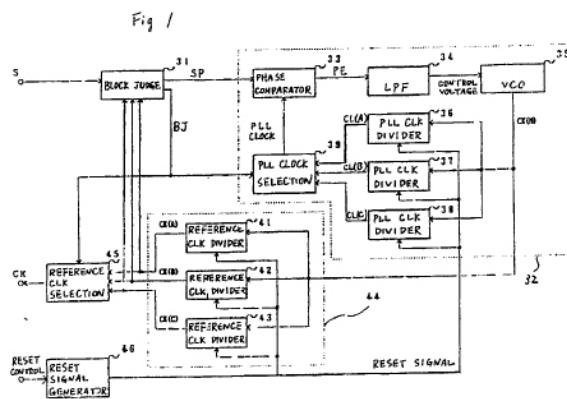 Fig 1
31
33
34
35
S
BLOCK JUDGE
SP
PHASE
COMPARATOR
PE
LPF
CONTROL
VOLTAGE
VCO
BJ
PLL
CLOCK
39
CL(A)
36
PLL CLK
DIVIDER
PLL CLOCK
SELECTION
CL(B)
37
PLL CLK
DIVIDER
38
PLL CLK
DIVIDER
32
45
CK
REFERENCE
CLK
SELECTION
CK(A)
41
REFERENCE
CLK DIVIDER
CK(B)
42
REFERENCE
CLK DIVIDER
CK(C)
43
REFERENCE
CLK DIVIDER
44
RESET
CONTROL
46
RESET
SIGNAL
GENERATOR
RESET SIGNAL